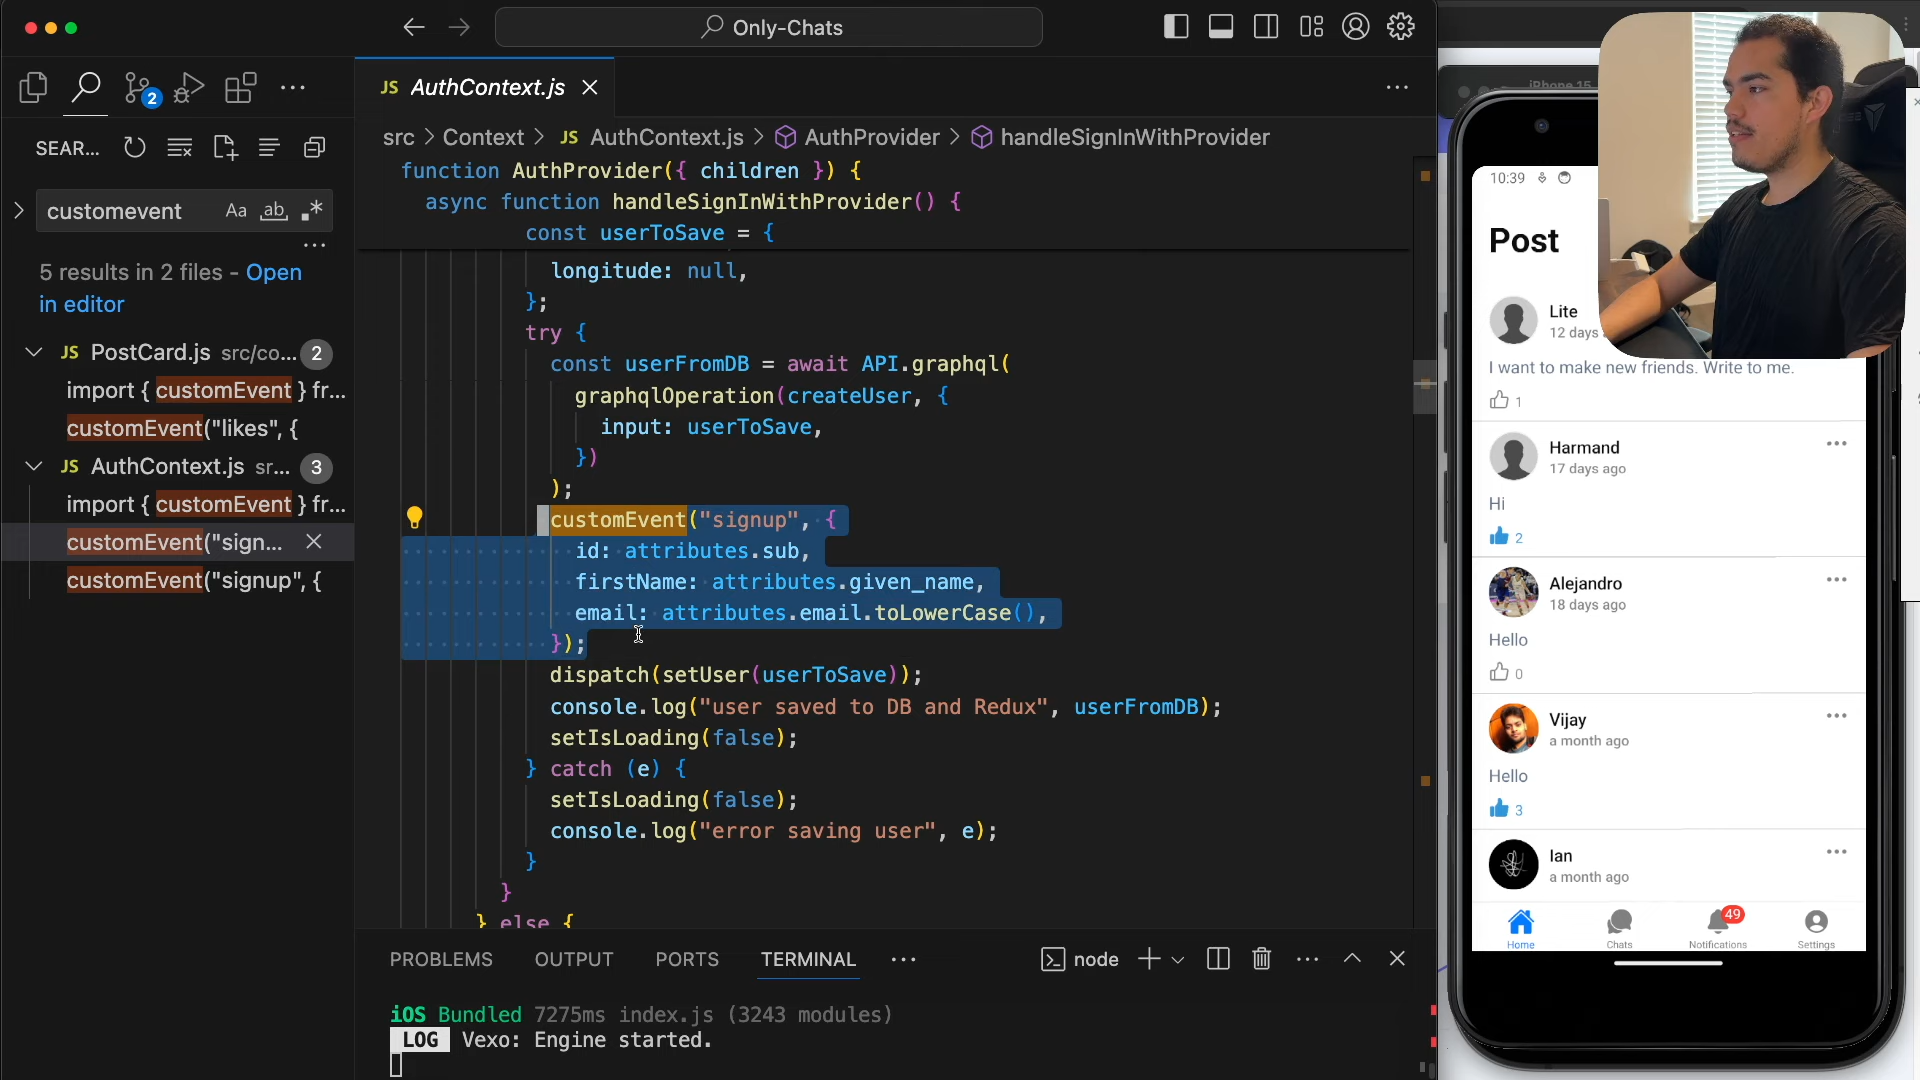 Only-Chats
2
JS AuthContext.js
SEAR...
src > Context > JS AuthContext.js > AuthProvider > handleSignInWithProvider
customevent Aa ab .*
5 results in 2 files - Open
in editor
JS PostCard.js src/co... 2
import { customEvent } fr...
customEvent("likes", {
JS AuthContext.js sr... 3
import { customEvent } fr...
customEvent("sign...
customEvent("signup", {
function AuthProvider({ children }) {
async function handleSignInWithProvider() {
const userToSave = {
longitude: null,
};
try {
const userFromDB = await API.graphql(
graphqlOperation(createUser, {
input: userToSave,
})
);
customEvent("signup", {
id: attributes.sub,
firstName: attributes.given_name,
email: attributes.email.toLowerCase(),
});
dispatch(setUser(userToSave));
console.log("user saved to DB and Redux", userFromDB);
setIsLoading(false);
} catch (e) {
setIsLoading(false);
console.log("error saving user", e);
}
}
} else {
PROBLEMS OUTPUT PORTS TERMINAL
node
iOS Bundled 7275ms index.js (3243 modules)
LOG Vexo: Engine started.
iPhone 15
10:39
Post
Lite
12 days
I want to make new friends. Write to me.
1
Harmand
17 days ago
Hi
2
Alejandro
18 days ago
Hello
0
Vijay
a month ago
Hello
3
Ian
a month ago
49
Home Chats Notifications Settings